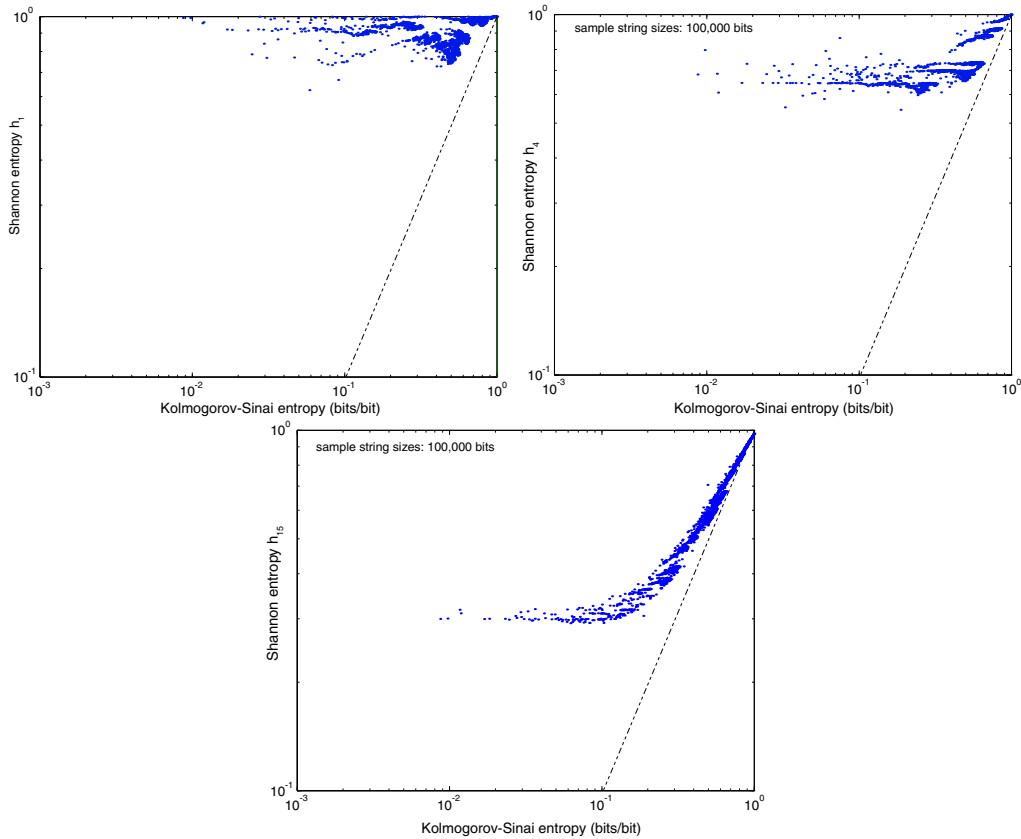 10^0
Shannon entropy h_1
10^-1
10^-3
10^-2
10^-1
10^0
Kolmogorov-Sinai entropy (bits/bit)
10^0
sample string sizes: 100,000 bits
Shannon entropy h_4
10^-1
10^-3
10^-2
10^-1
10^0
Kolmogorov-Sinai entropy (bits/bit)
10^0
sample string sizes: 100,000 bits
Shannon entropy h_15
10^-1
10^-3
10^-2
10^-1
10^0
Kolmogorov-Sinai entropy (bits/bit)